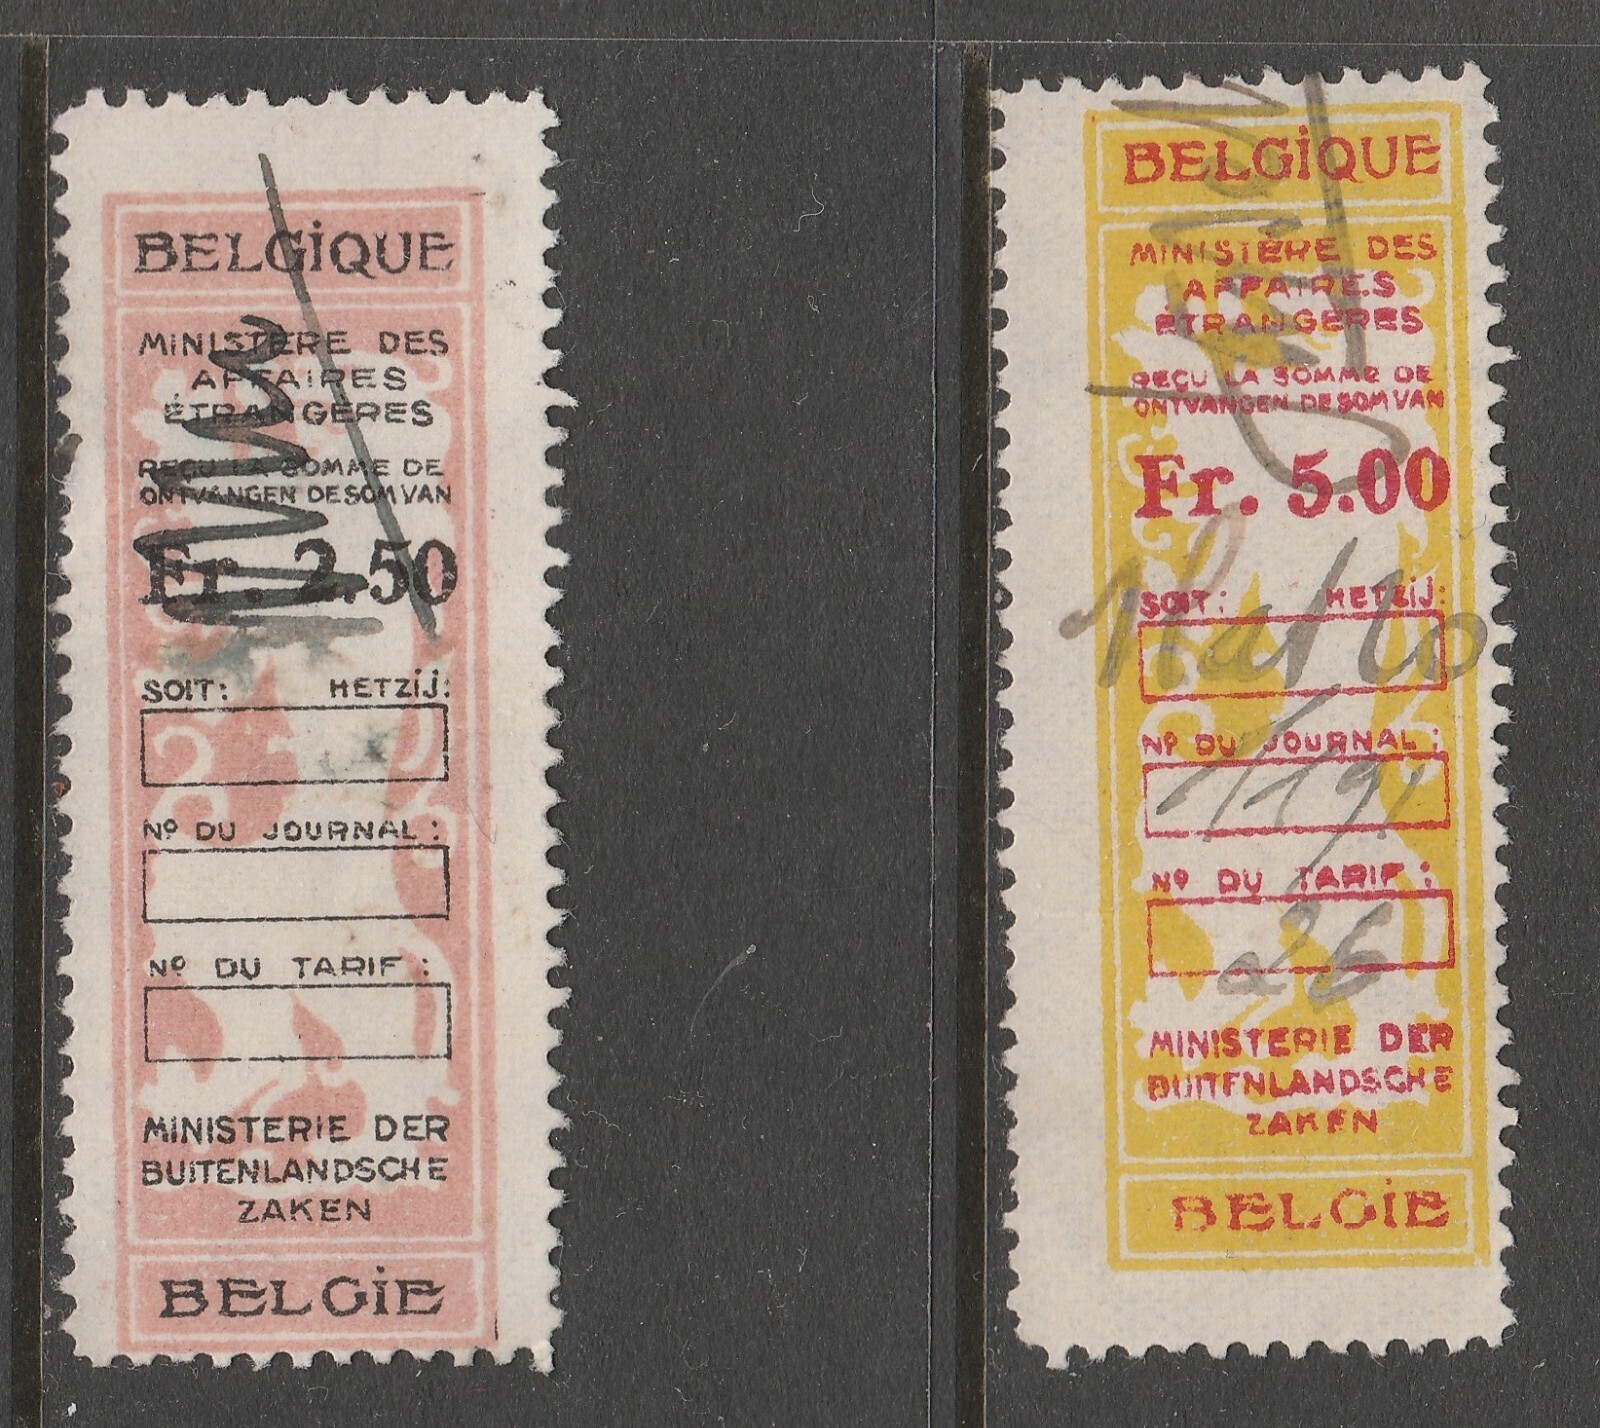 BELGiQUE
MINISTÈRE DES
AFFAIRES
ÉTRANGÈRES
REÇU LA SOMME DE
ONTVANGEN DE SOM VAN
Fr. 2.50
SOIT: HETZiJ:
Nº DU JOURNAL:
Nº DU TARIF:
MINISTERIE DER
BUITENLANDSCHE
ZAKEN
BELGiE
BELGiQUE
MINISTÈRE DES
AFFAIRES
ÉTRANGÈRES
REÇU LA SOMME DE
ONTVANGEN DE SOM VAN
Fr. 5.00
SOIT: HETZiJ:
Nº DU JOURNAL:
Nº DU TARIF:
26
MINISTERIE DER
BUITENLANDSCHE
ZAKEN
BELGiE